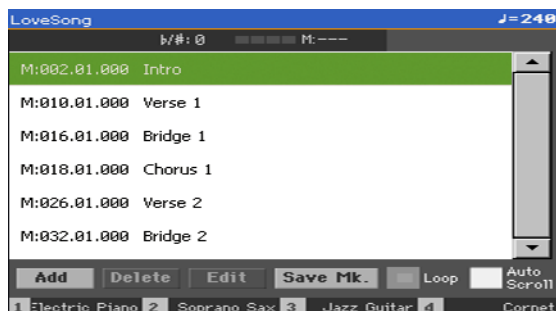 LoveSong ♩=240
♭/#: 0 M:---
M:002.01.000 Intro
M:010.01.000 Verse 1
M:016.01.000 Bridge 1
M:018.01.000 Chorus 1
M:026.01.000 Verse 2
M:032.01.000 Bridge 2
Add Delete Edit Save Mk. Loop Auto Scroll
1 Electric Piano 2 Soprano Sax 3 Jazz Guitar 4 Cornet